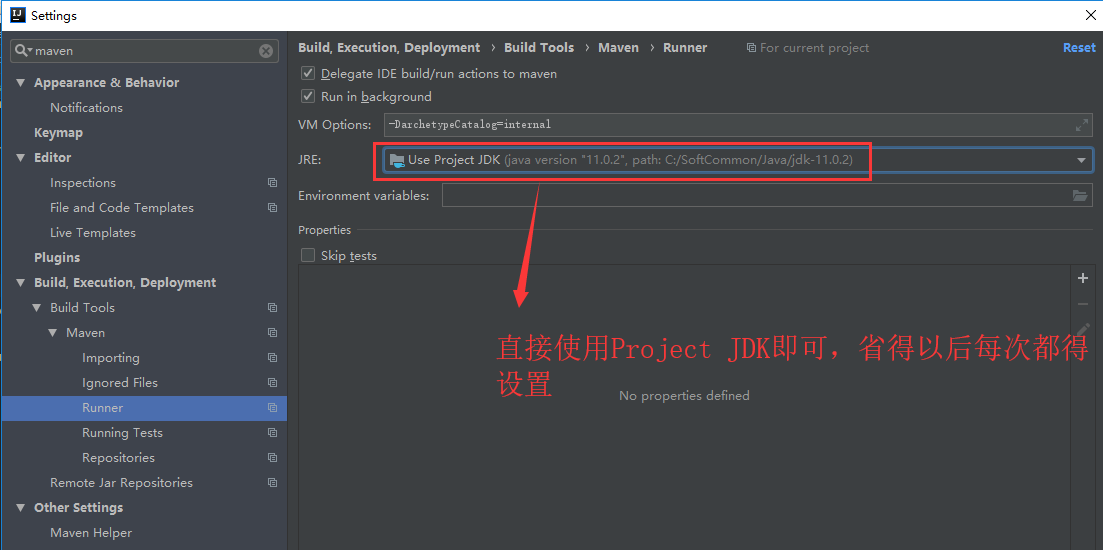 Settings
maven
Build, Execution, Deployment › Build Tools › Maven › Runner
For current project
Reset
Appearance & Behavior
Notifications
Keymap
Editor
Inspections
File and Code Templates
Live Templates
Plugins
Build, Execution, Deployment
Build Tools
Maven
Importing
Ignored Files
Runner
Running Tests
Repositories
Remote Jar Repositories
Other Settings
Maven Helper
Delegate IDE build/run actions to maven
Run in background
VM Options: -DarchetypeCatalog=internal
JRE: Use Project JDK (java version "11.0.2", path: C:/SoftCommon/Java/jdk-11.0.2)
Environment variables:
Properties
Skip tests
直接使用Project JDK即可，省得以后每次都得
设置
No properties defined